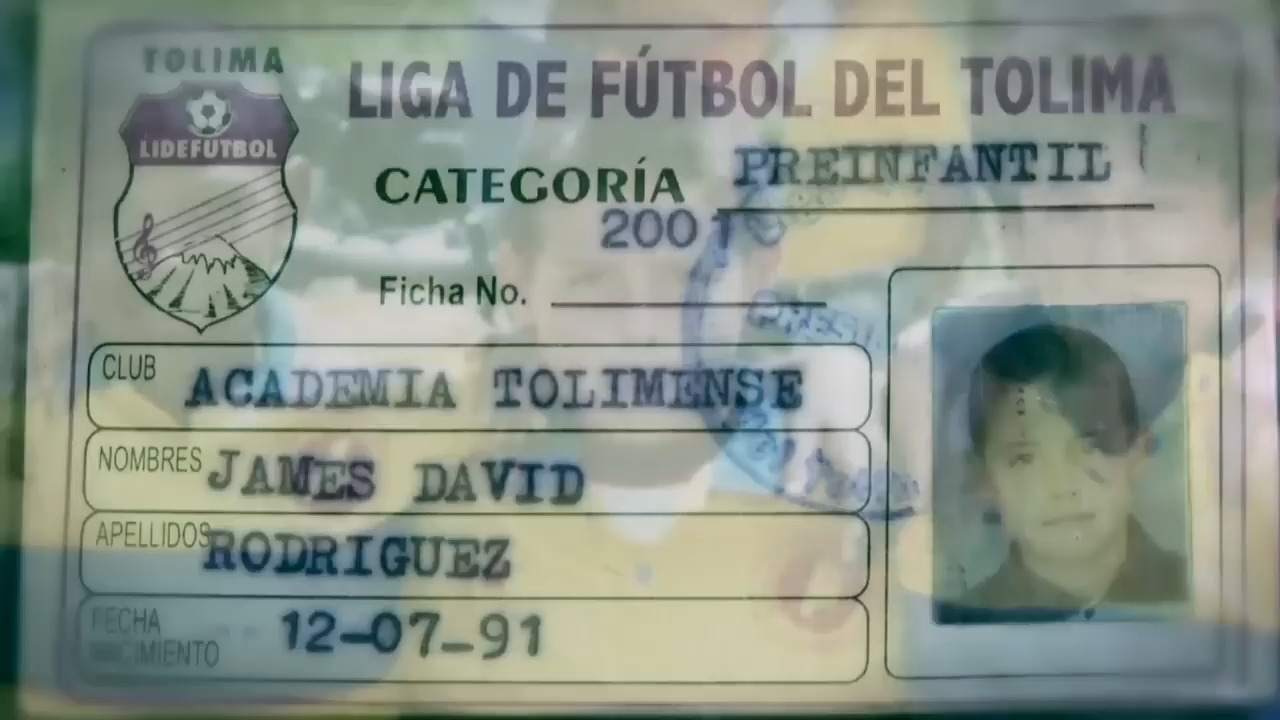 TOLIMA
LIDEFUTBOL
LIGA DE FÚTBOL DEL TOLIMA
CATEGORÍA PREINFANTIL
2001
Ficha No.
CLUB ACADEMIA TOLIMENSE
NOMBRES JAMES DAVID
APELLIDOS RODRIGUEZ
FECHA NACIMIENTO 12-07-91